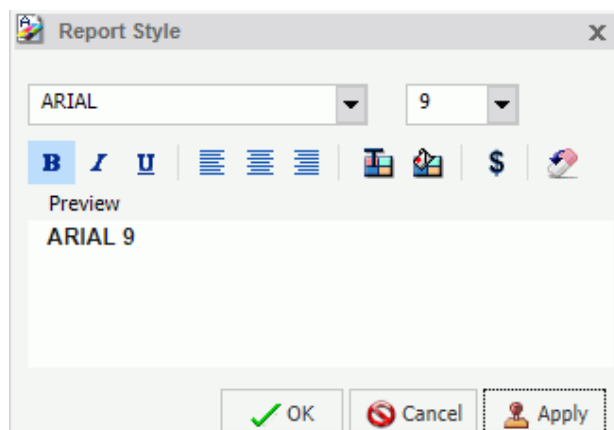 Report Style
ARIAL 9
B I U $
Preview
ARIAL 9
OK Cancel Apply